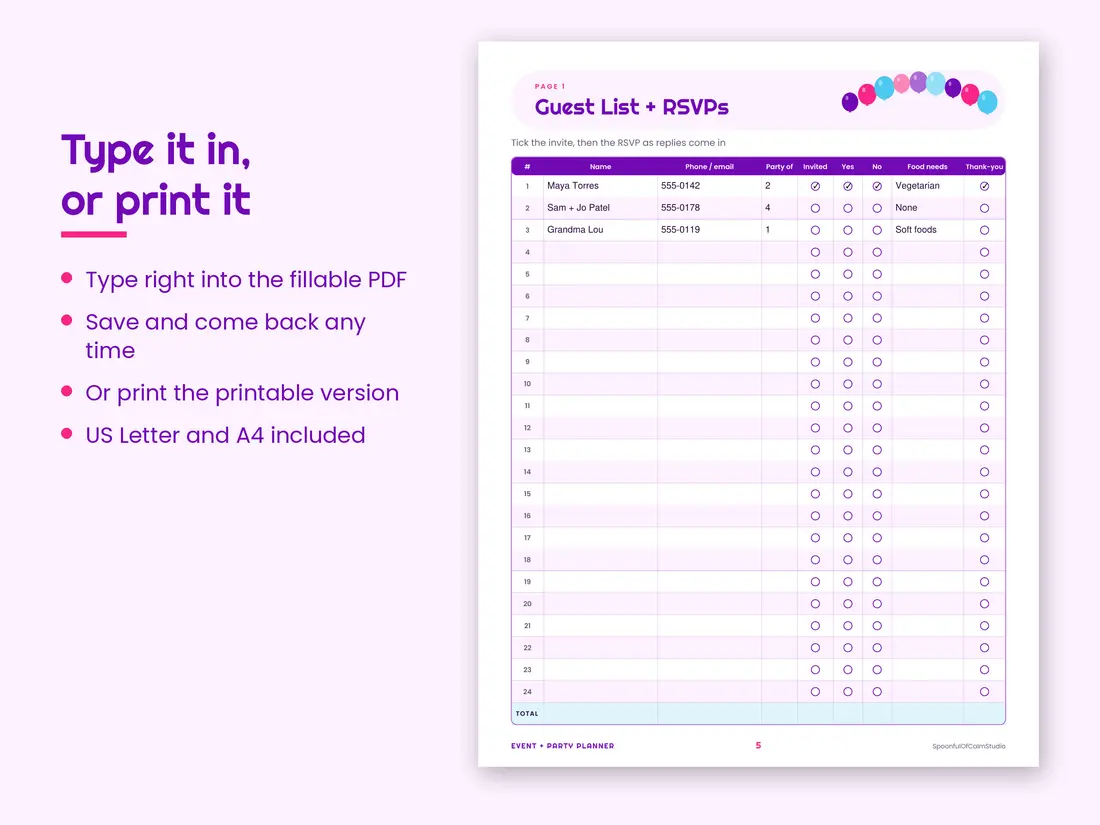 Type it in,
or print it
Type right into the fillable PDF
Save and come back any
time
Or print the printable version
US Letter and A4 included
PAGE 1
Guest List + RSVPs
Tick the invite, then the RSVP as replies come in
# Name Phone / email Party of Invited Yes No Food needs Thank-you
1 Maya Torres 555-0142 2 Vegetarian
2 Sam + Jo Patel 555-0178 4 None
3 Grandma Lou 555-0119 1 Soft foods
4
5
6
7
8
9
10
11
12
13
14
15
16
17
18
19
20
21
22
23
24
TOTAL
EVENT + PARTY PLANNER 5 SpoonfulOfCalmStudio